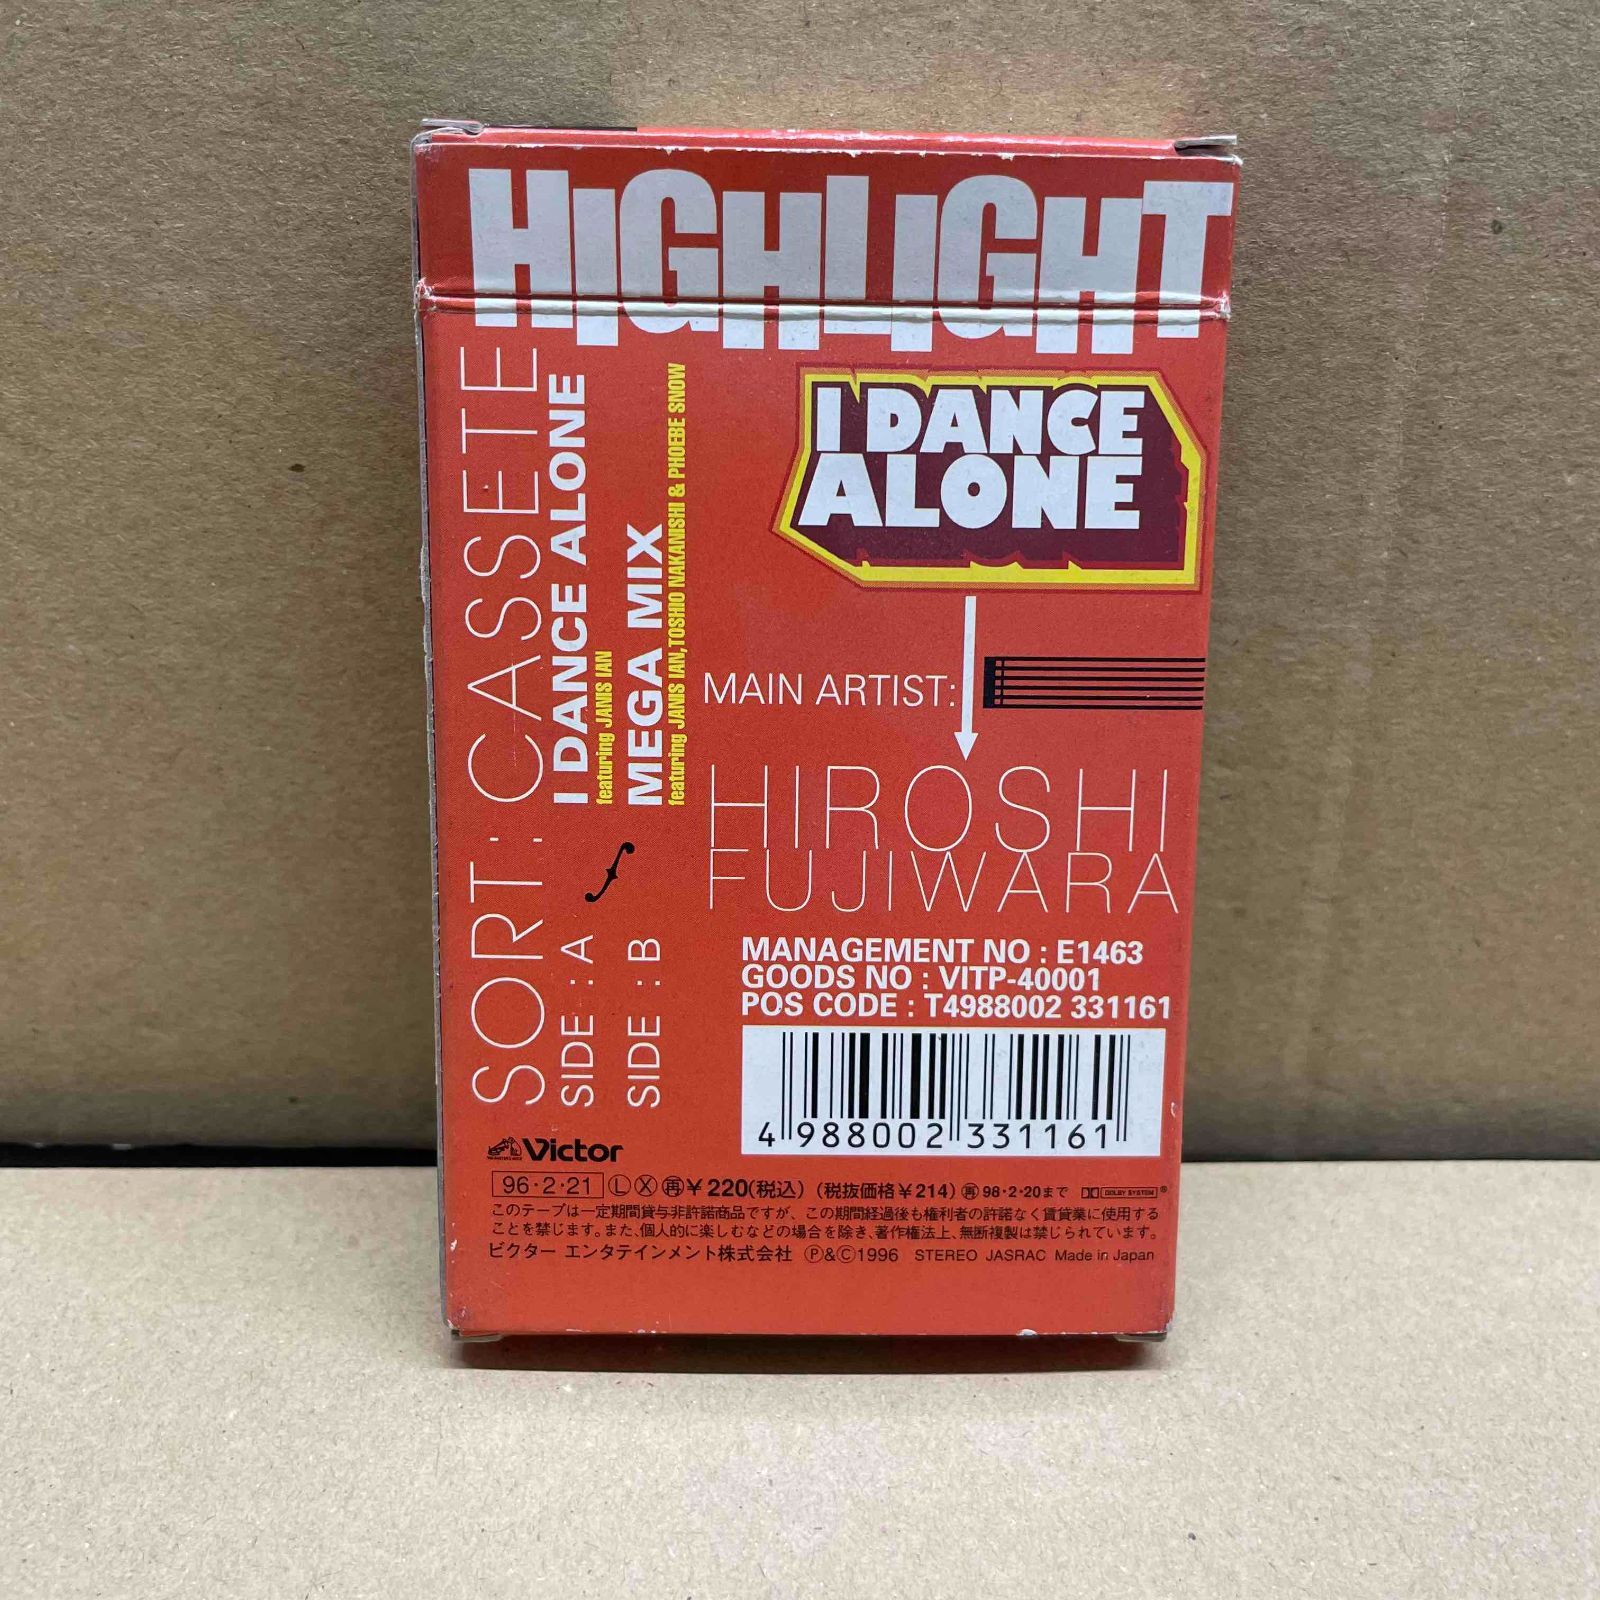 HIGHLIGHT
I DANCE
ALONE
MAIN ARTIST:
HIROSHI
FUJIWARA
SORT: CASSETE
SIDE : A I DANCE ALONE
featuring JANIS IAN
SIDE : B MEGA MIX
featuring JANIS IAN,TOSHIO NAKANISHI & PHOEBE SNOW
MANAGEMENT NO : E1463
GOODS NO : VITP-40001
POS CODE : T4988002 331161
4 988002 331161
Victor
96・2・21 Ⓛ Ⓧ ㊢¥220(税込) (税抜価格¥214) 98・2・20まで DOLBY SYSTEM®
このテープは一定期間貸与非許諾商品ですが、この期間経過後も権利者の許諾なく賃貸業に使用する
ことを禁じます。また、個人的に楽しむなどの場合を除き、著作権法上、無断複製は禁じられています。
ビクター エンタテインメント株式会社 Ⓟ&Ⓒ1996 STEREO JASRAC Made in Japan